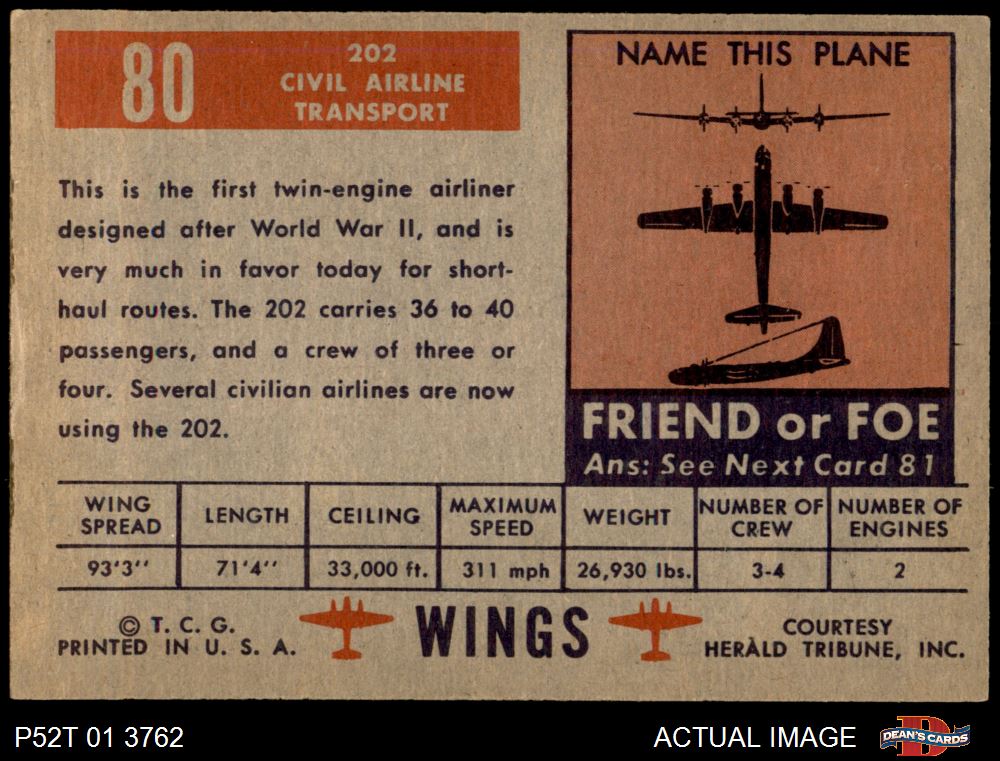 80
202
CIVIL AIRLINE
TRANSPORT
This is the first twin-engine airliner
designed after World War II, and is
very much in favor today for short-
haul routes. The 202 carries 36 to 40
passengers, and a crew of three or
four. Several civilian airlines are now
using the 202.
NAME THIS PLANE
FRIEND or FOE
Ans: See Next Card 81
WING SPREAD
LENGTH
CEILING
MAXIMUM SPEED
WEIGHT
NUMBER OF CREW
NUMBER OF ENGINES
93'3''
71'4''
33,000 ft.
311 mph
26,930 lbs.
3-4
2
© T. C. G.
PRINTED IN U. S. A.
WINGS
COURTESY
HERALD TRIBUNE, INC.
P52T 01 3762
ACTUAL IMAGE
D
DEAN'S CARDS